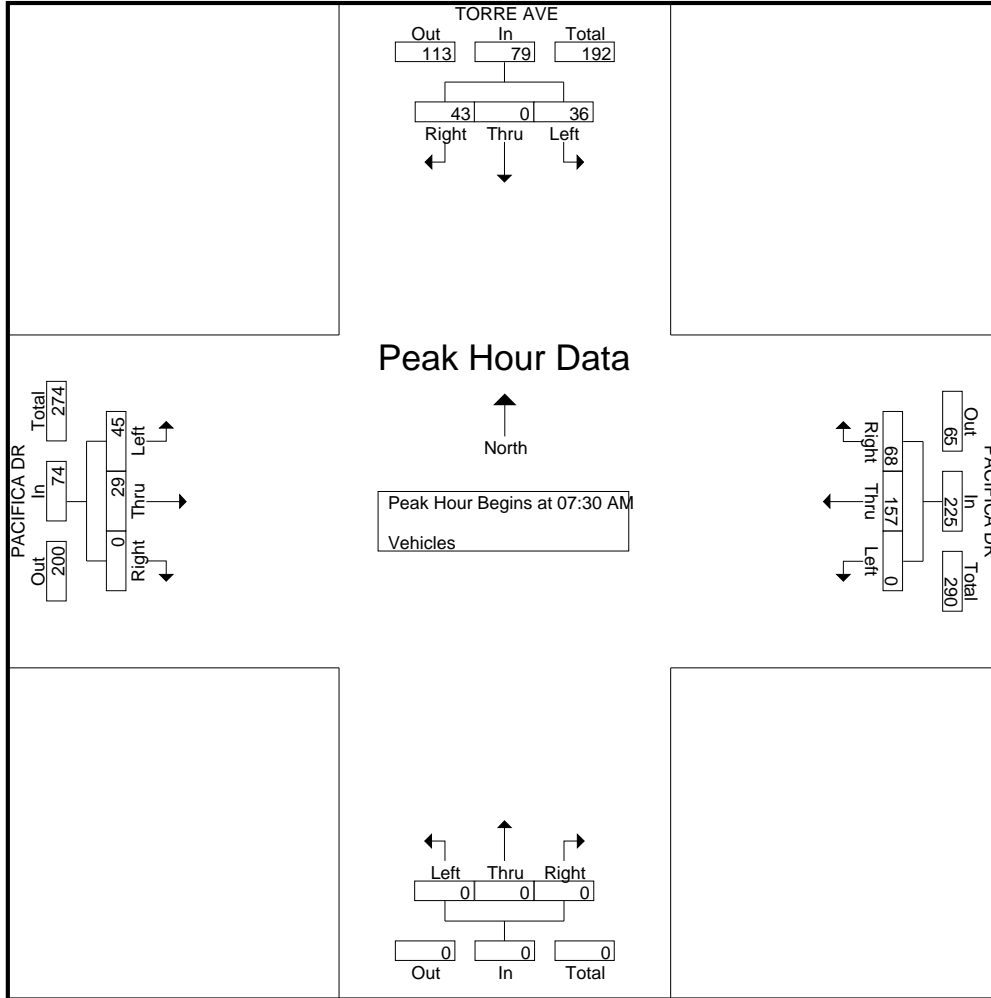 TORRE AVE
Out In Total
113 79 192
43 0 36
Right Thru Left
Peak Hour Data
North
Peak Hour Begins at 07:30 AM
Vehicles
PACIFICA DR
Total In Out
274 74 200
45 29 0
Left Thru Right
PACIFICA DR
Out In Total
65 225 290
68 157 0
Right Thru Left
Left Thru Right
0 0 0
0 0 0
Out In Total